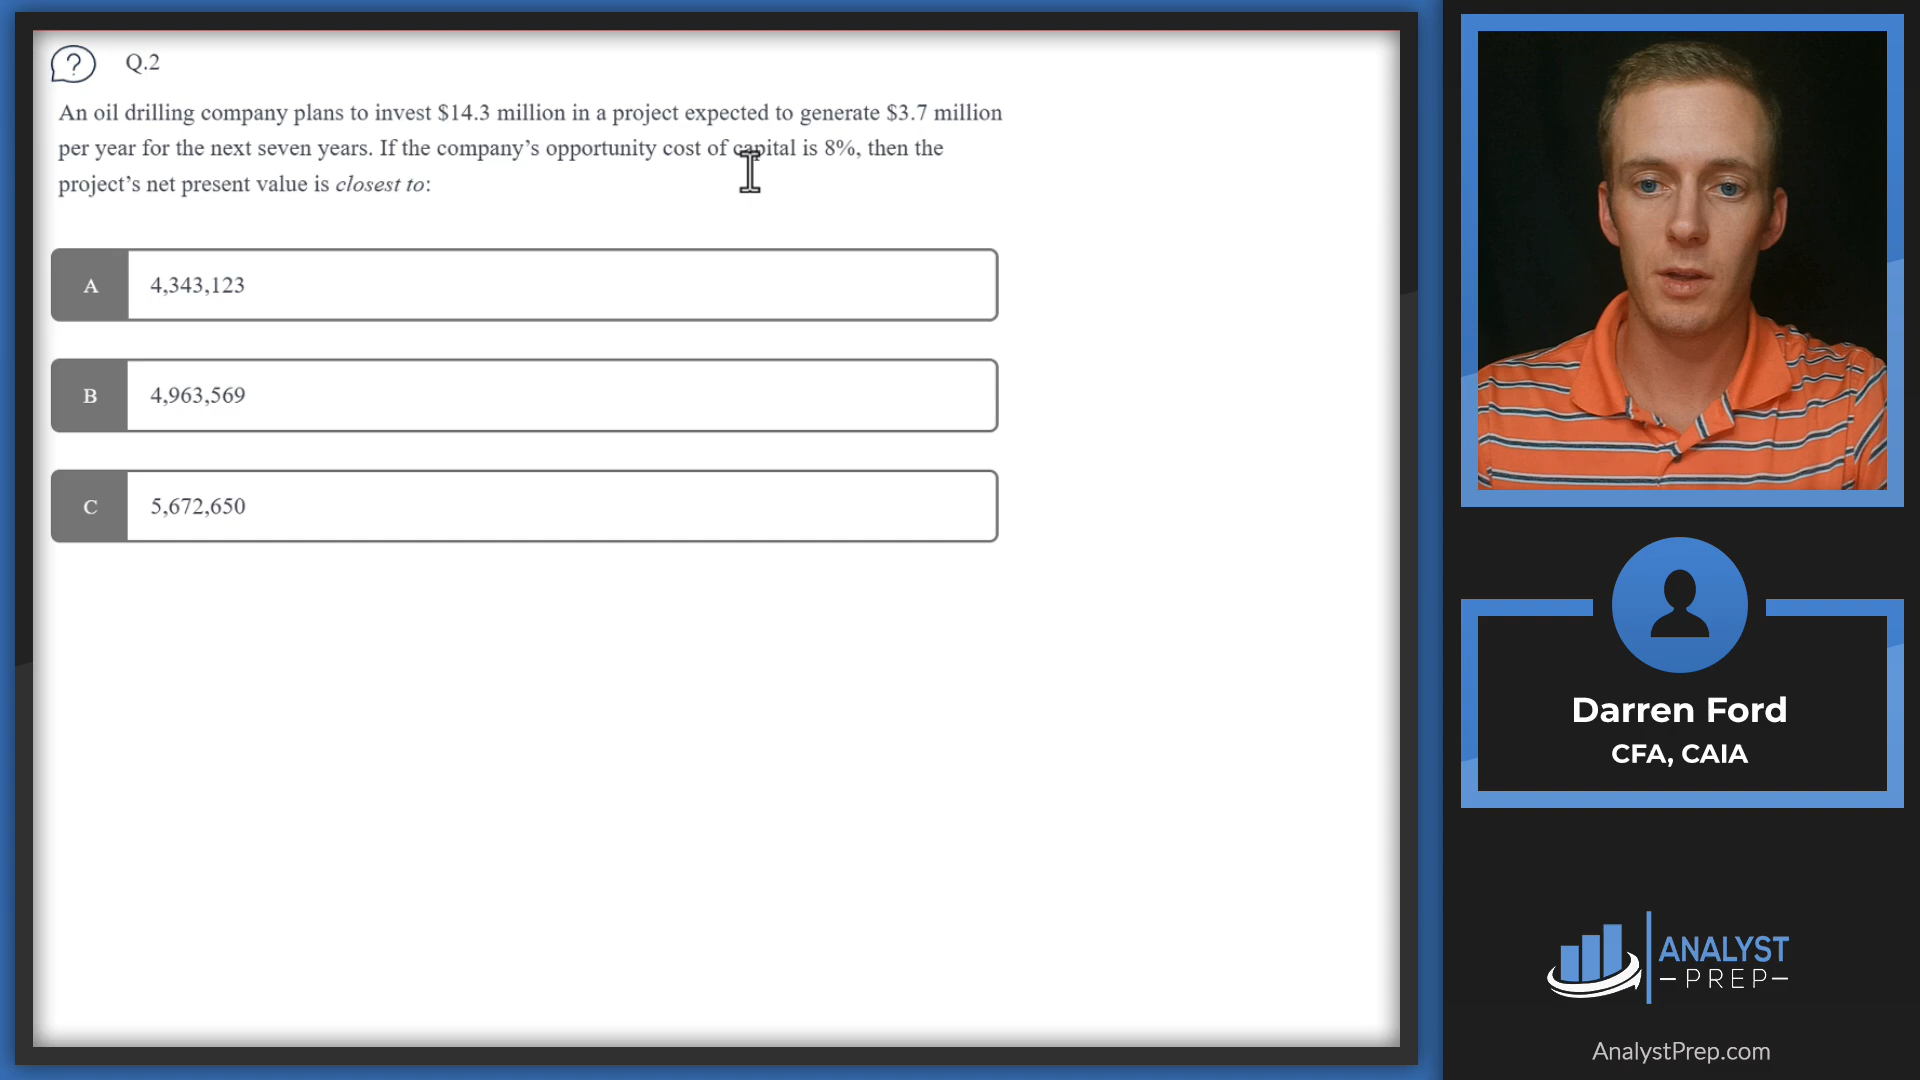 ?
Q.2
An oil drilling company plans to invest $14.3 million in a project expected to generate $3.7 million
per year for the next seven years. If the company’s opportunity cost of capital is 8%, then the
project’s net present value is closest to:
A
4,343,123
B
4,963,569
C
5,672,650
Darren Ford
CFA, CAIA
ANALYST
PREP
AnalystPrep.com